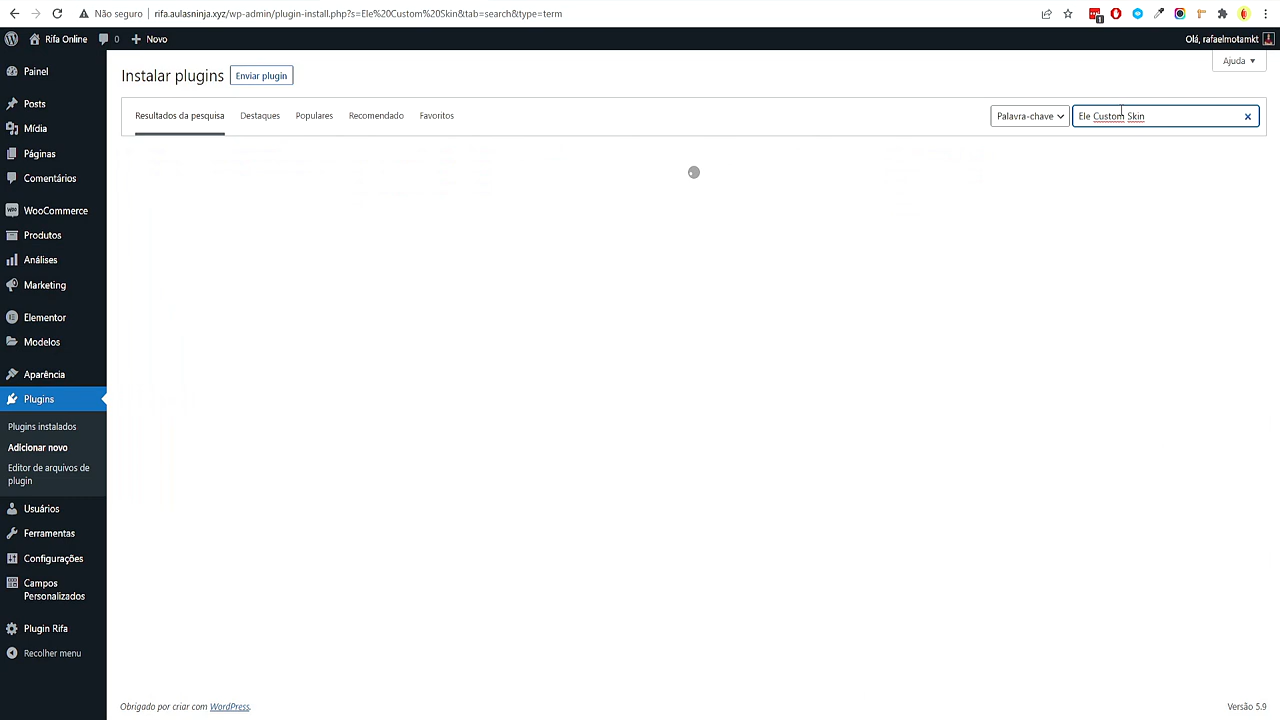 Não seguro
rifa.aulasninja.xyz/wp-admin/plugin-install.php?s=Ele%20Custom%20Skin&tab=search&type=term
1
Rifa Online
0
Novo
Olá, rafaelmotamkt
Painel
Posts
Mídia
Páginas
Comentários
WooCommerce
Produtos
Análises
Marketing
Elementor
Modelos
Aparência
Plugins
Plugins instalados
Adicionar novo
Editor de arquivos de
plugin
Usuários
Ferramentas
Configurações
Campos
Personalizados
Plugin Rifa
Recolher menu
Instalar plugins
Enviar plugin
Ajuda
Resultados da pesquisa
Destaques
Populares
Recomendado
Favoritos
Palavra-chave
Ele Custom Skin
Obrigado por criar com WordPress.
Versão 5.9